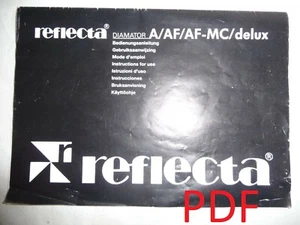 reflecta® DIAMATOR A/AF/AF-MC/delux
Bedienungsanleitung
Gebruiksaanwijzing
Mode d'emploi
Instructions for use
Istruzioni d'uso
Instrucciones
Bruksanvisning
Käyttöohje
r reflecta®
PDF